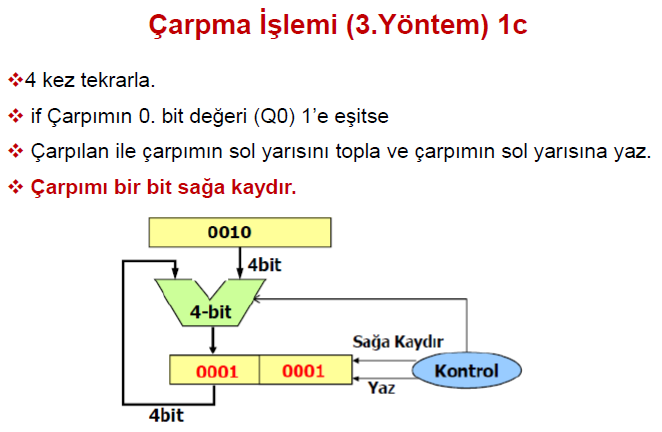 Çarpma İşlemi (3.Yöntem) 1c
❖4 kez tekrarla.
❖ if Çarpımın 0. bit değeri (Q0) 1’e eşitse
❖ Çarpılan ile çarpımın sol yarısını topla ve çarpımın sol yarısına yaz.
❖ Çarpımı bir bit sağa kaydır.
0010
4bit
4-bit
Sağa Kaydır
0001 0001
Kontrol
Yaz
4bit